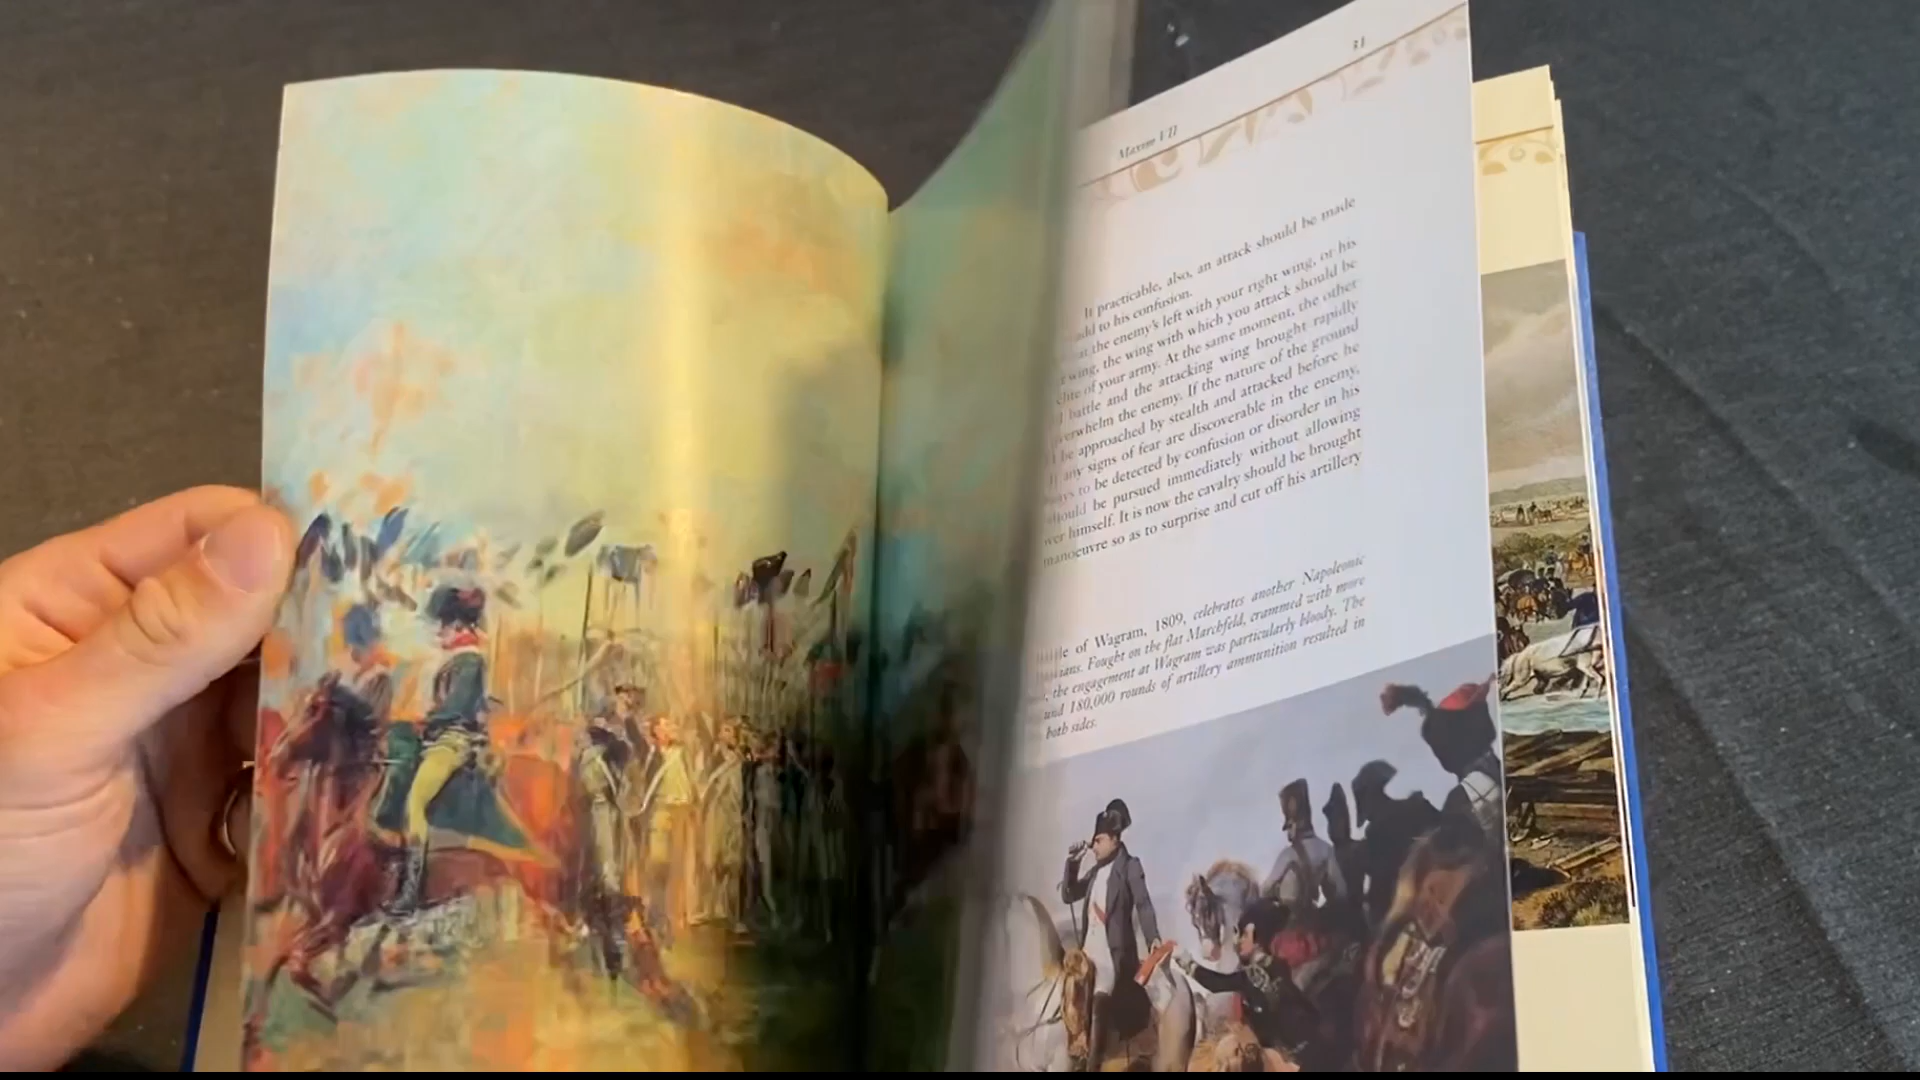 31
Maxim VII
If practicable, also, an attack should be made
add to his confusion.
the enemy's left with your right wing, or his
wing, the wing with which you attack should be
of your army. At the same moment, the other
battle and the attacking wing brought rapidly
overwhelm the enemy. If the nature of the ground
be approached by stealth and attacked before he
any signs of fear are discoverable in the enemy,
to be detected by confusion or disorder in his
should be pursued immediately without allowing
himself. It is now the cavalry should be brought
manoeuvre so as to surprise and cut off his artillery
of Wagram, 1809, celebrates another Napoleonic
Fought on the flat Marchfeld, crammed with more
the engagement at Wagram was particularly bloody. The
und 180,000 rounds of artillery ammunition resulted in
both sides.